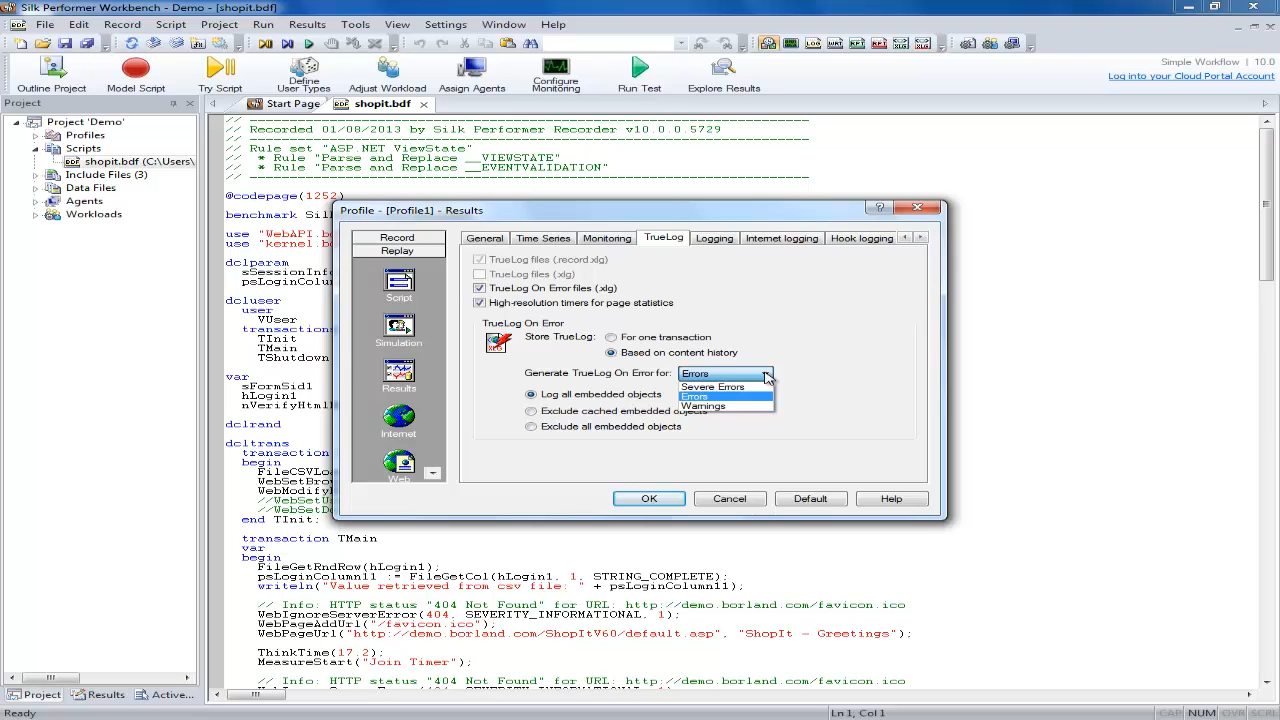 Silk Performer Workbench - Demo - [shopit.bdf]
File Edit Record Script Project Run Results Tools View Settings Window Help
Simple Workflow 10.0
Log into your Cloud Portal Account
Outline Project Model Script Try Script Define User Types Adjust Workload Assign Agents Configure Monitoring Run Test Explore Results
Project
Start Page shopit.bdf
Project 'Demo'
Profiles
Scripts
shopit.bdf (C:\Users\
Include Files (3)
Data Files
Agents
Workloads
// Recorded 01/08/2013 by Silk Performer Recorder v10.0.0.5729
// Rule set "ASP.NET ViewState"
// * Rule "Parse and Replace __VIEWSTATE"
// * Rule "Parse and Replace __EVENTVALIDATION"
@codepage(1252)
benchmark Sil
use "WebAPI.b
use "kernel.b
dclparam
sSessionInf
psLoginColum
dcluser
user
VUser
transaction
TInit
TMain
TShutdown
var
sFormSid1
hLogin1
nVerifyHtml
dclrand
dcltrans
transaction
begin
FileCSVLo
WebSetBro
WebModify
//WebSetU
//WebSetD
end TInit;
transaction TMain
var
begin
FileGetRndRow(hLogin1);
psLoginColumn11 := FileGetCol(hLogin1, 1, STRING_COMPLETE);
writeln("Value retrieved from csv file: " + psLoginColumn11);
// Info: HTTP status "404 Not Found" for URL: http://demo.borland.com/favicon.ico
WebIgnoreServerError(404, SEVERITY_INFORMATIONAL, 1);
WebPageAddUrl("/favicon.ico");
WebPageUrl("http://demo.borland.com/ShopItV60/default.asp", "ShopIt - Greetings");
ThinkTime(17.2);
MeasureStart("Join Timer");
// Info: HTTP status "404 Not Found" for URL: http://demo.borland.com/favicon.ico
Profile - [Profile1] - Results
Record
Replay
Script
Simulation
Results
Internet
Web
General Time Series Monitoring TrueLog Logging Internet logging Hook logging
TrueLog files (.record.xlg)
TrueLog files (.xlg)
TrueLog On Error files (.xlg)
High-resolution timers for page statistics
TrueLog On Error
Store TrueLog: For one transaction
Based on content history
Generate TrueLog On Error for: Errors
Severe Errors
Errors
Warnings
Log all embedded objects
Exclude cached embedded objects
Exclude all embedded objects
OK Cancel Default Help
Project Results Active...
Ready
Ln 1, Col 1
CAP NUM OVR SCRL